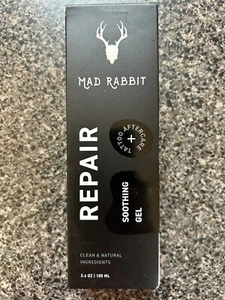 MAD RABBIT
REPAIR
TATTOO AFTERCARE
+
SOOTHING
GEL
CLEAN & NATURAL
INGREDIENTS
3.4 OZ | 100 ML